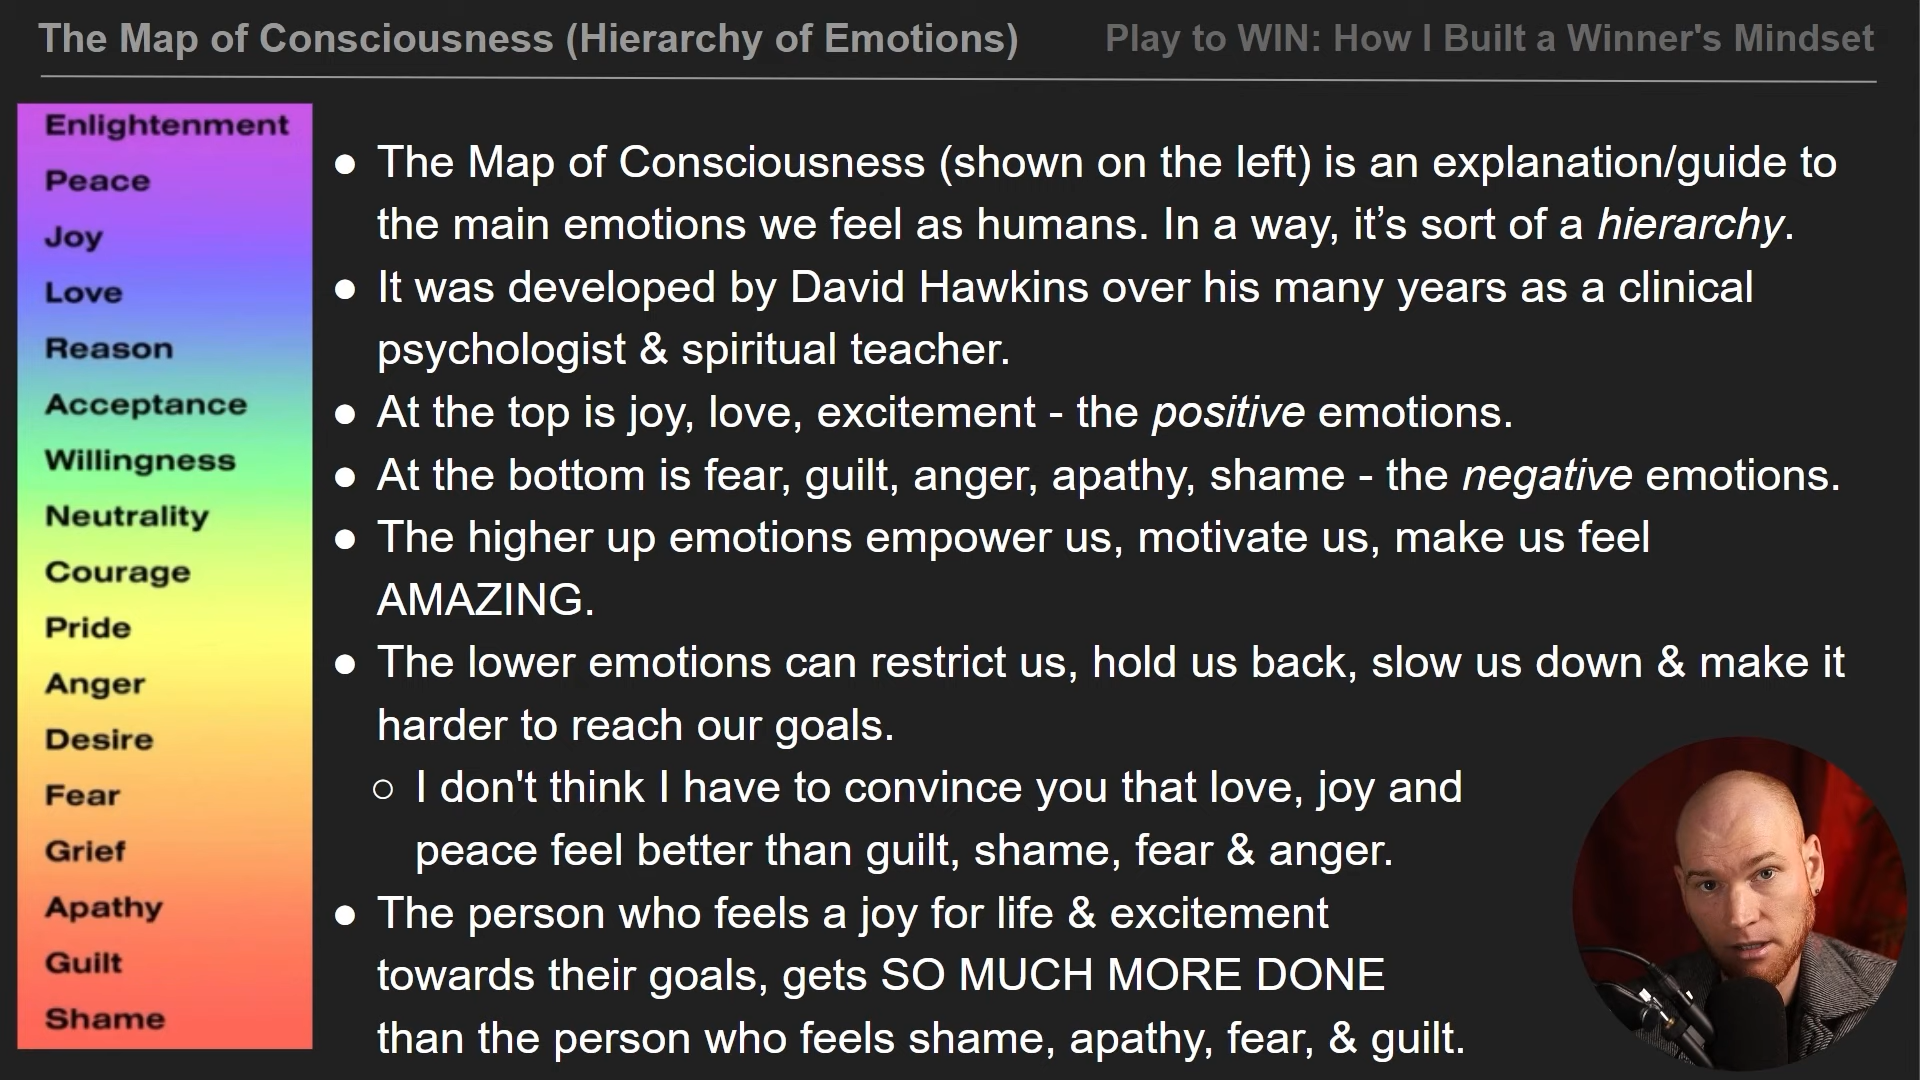 The Map of Consciousness (Hierarchy of Emotions)
Play to WIN: How I Built a Winner's Mindset
Enlightenment
Peace
Joy
Love
Reason
Acceptance
Willingness
Neutrality
Courage
Pride
Anger
Desire
Fear
Grief
Apathy
Guilt
Shame
● The Map of Consciousness (shown on the left) is an explanation/guide to
the main emotions we feel as humans. In a way, it’s sort of a hierarchy.
● It was developed by David Hawkins over his many years as a clinical
psychologist & spiritual teacher.
● At the top is joy, love, excitement - the positive emotions.
● At the bottom is fear, guilt, anger, apathy, shame - the negative emotions.
● The higher up emotions empower us, motivate us, make us feel
AMAZING.
● The lower emotions can restrict us, hold us back, slow us down & make it
harder to reach our goals.
○ I don't think I have to convince you that love, joy and
peace feel better than guilt, shame, fear & anger.
● The person who feels a joy for life & excitement
towards their goals, gets SO MUCH MORE DONE
than the person who feels shame, apathy, fear, & guilt.